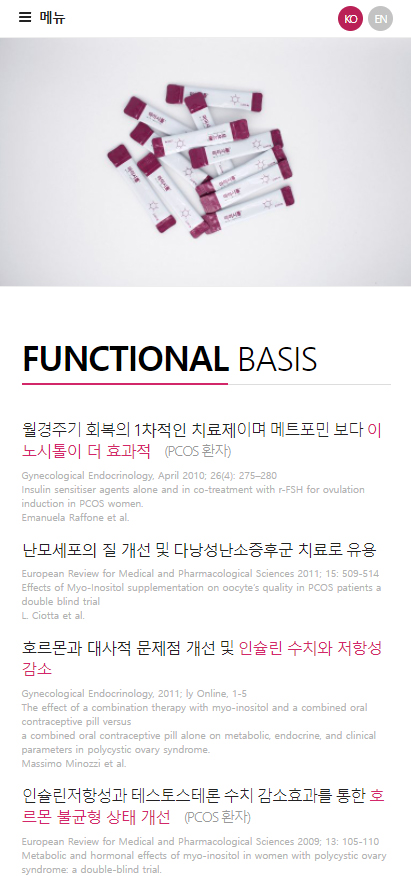 메뉴
KO EN
FUNCTIONAL BASIS
월경주기 회복의 1차적인 치료제이며 메트포민 보다 이
노시톨이 더 효과적 (PCOS 환자)
Gynecological Endocrinology, April 2010; 26(4): 275–280
Insulin sensitiser agents alone and in co-treatment with r-FSH for ovulation
induction in PCOS women.
Emanuela Raffone et al.
난모세포의 질 개선 및 다낭성난소증후군 치료로 유용
European Review for Medical and Pharmacological Sciences 2011; 15: 509-514
Effects of Myo-Inositol supplementation on oocyte's quality in PCOS patients a
double blind trial
L. Ciotta et al.
호르몬과 대사적 문제점 개선 및 인슐린 수치와 저항성
감소
Gynecological Endocrinology, 2011; ly Online, 1-5
The effect of a combination therapy with myo-inositol and a combined oral
contraceptive pill versus
a combined oral contraceptive pill alone on metabolic, endocrine, and clinical
parameters in polycystic ovary syndrome.
Massimo Minozzi et al.
인슐린저항성과 테스토스테론 수치 감소효과를 통한 호
르몬 불균형 상태 개선 (PCOS 환자)
European Review for Medical and Pharmacological Sciences 2009; 13: 105-110
Metabolic and hormonal effects of myo-inositol in women with polycystic ovary
syndrome: a double-blind trial.